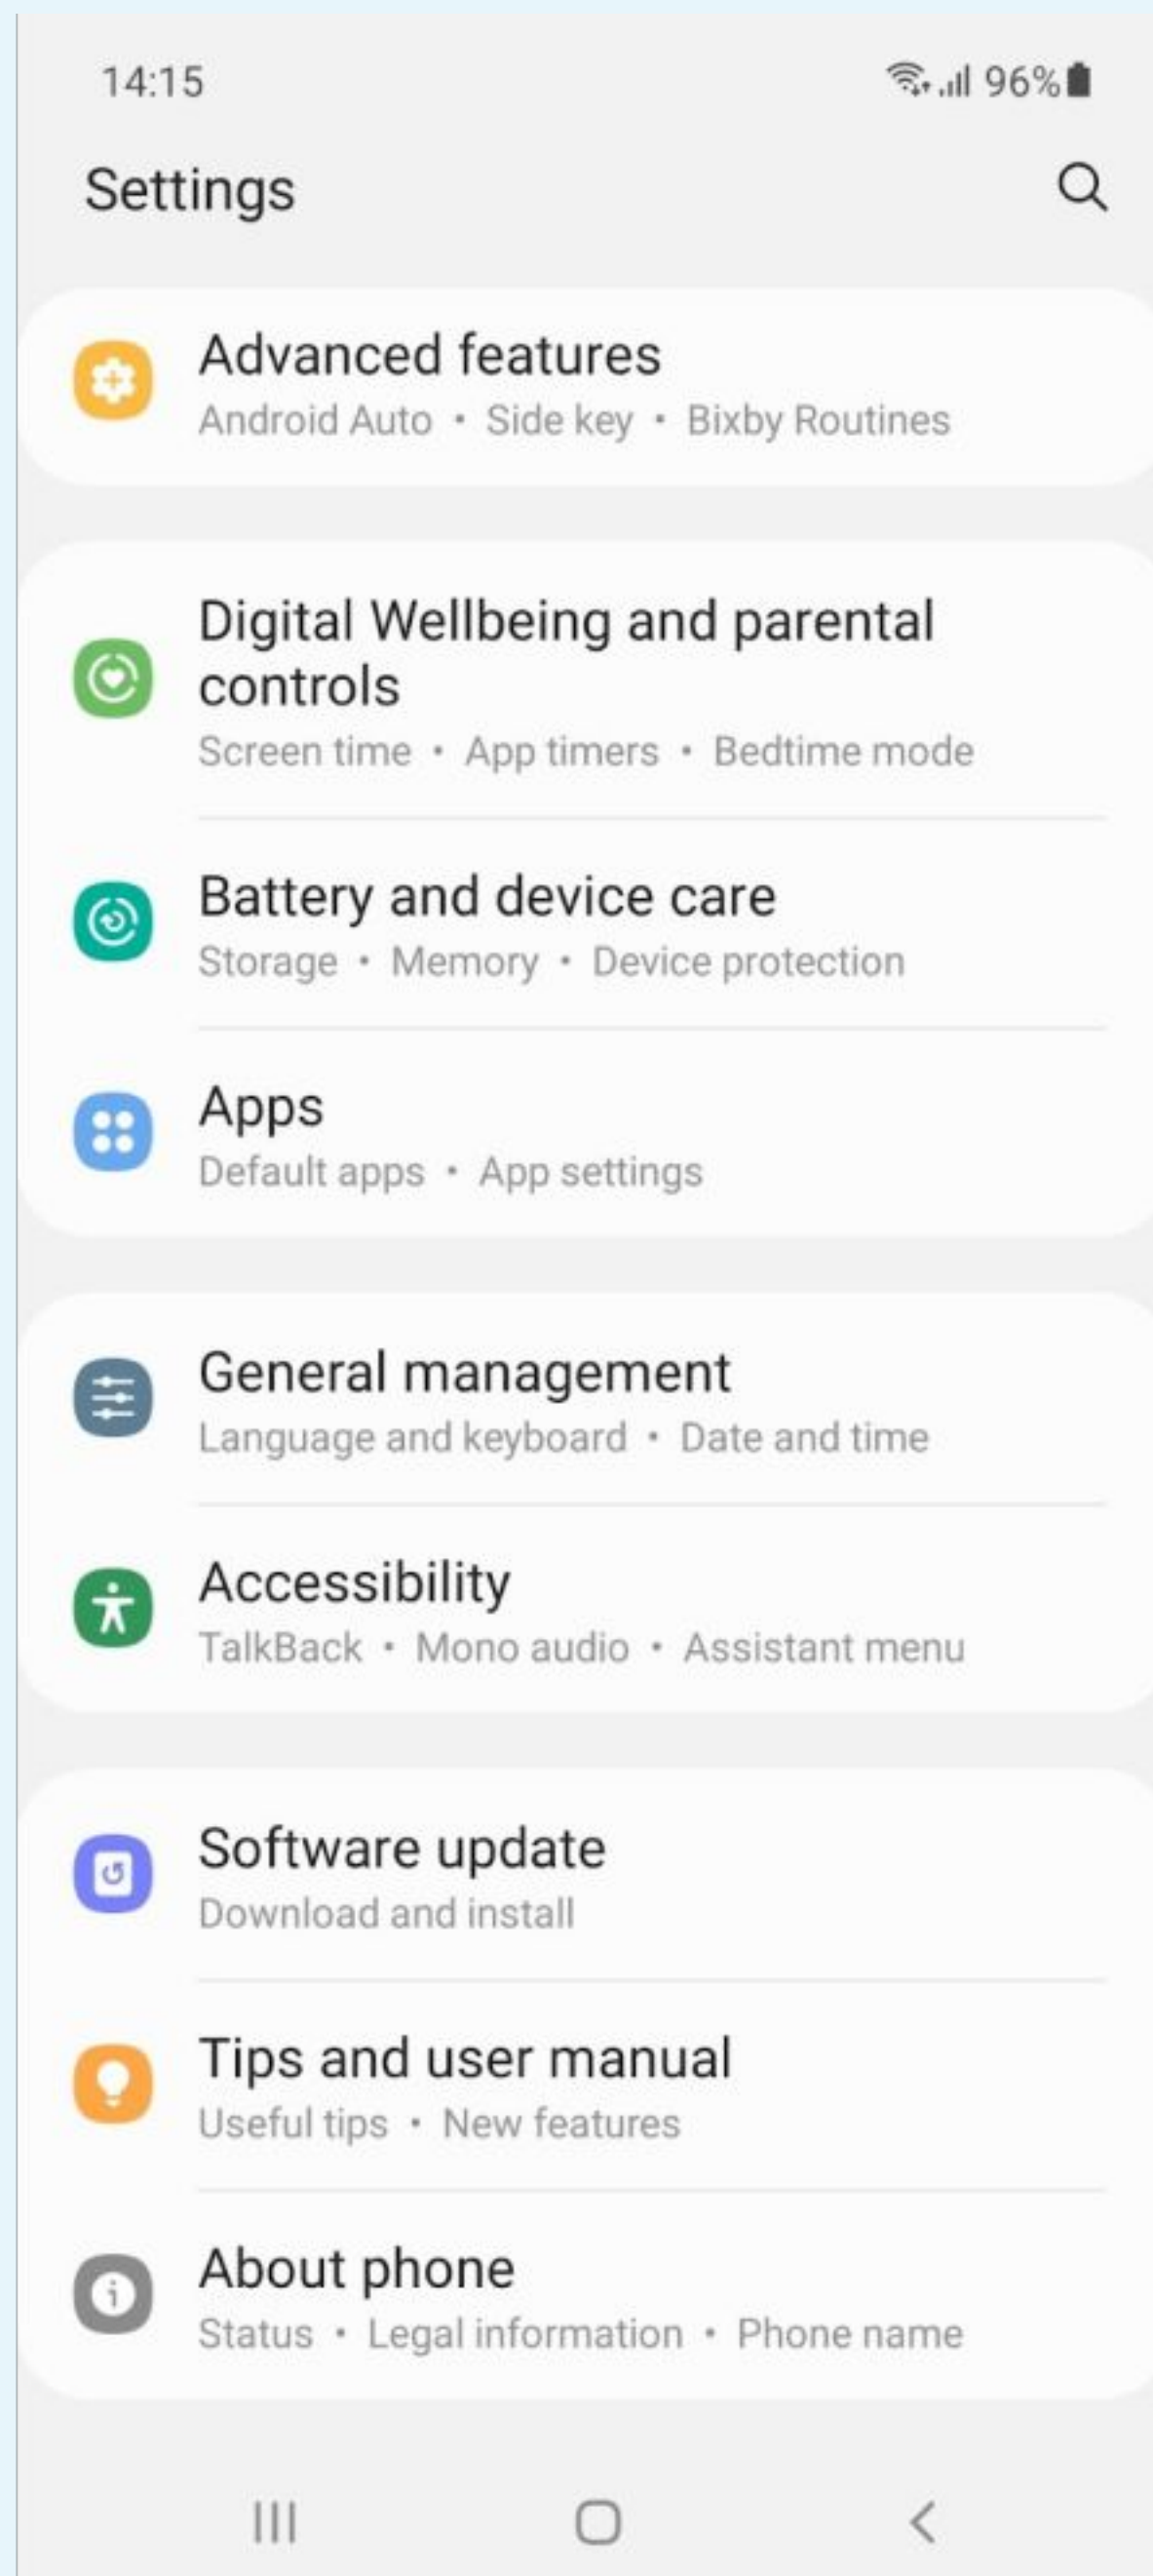 14:15 96%
Settings
Advanced features
Android Auto • Side key • Bixby Routines
Digital Wellbeing and parental
controls
Screen time • App timers • Bedtime mode
Battery and device care
Storage • Memory • Device protection
Apps
Default apps • App settings
General management
Language and keyboard • Date and time
Accessibility
TalkBack • Mono audio • Assistant menu
Software update
Download and install
Tips and user manual
Useful tips • New features
About phone
Status • Legal information • Phone name